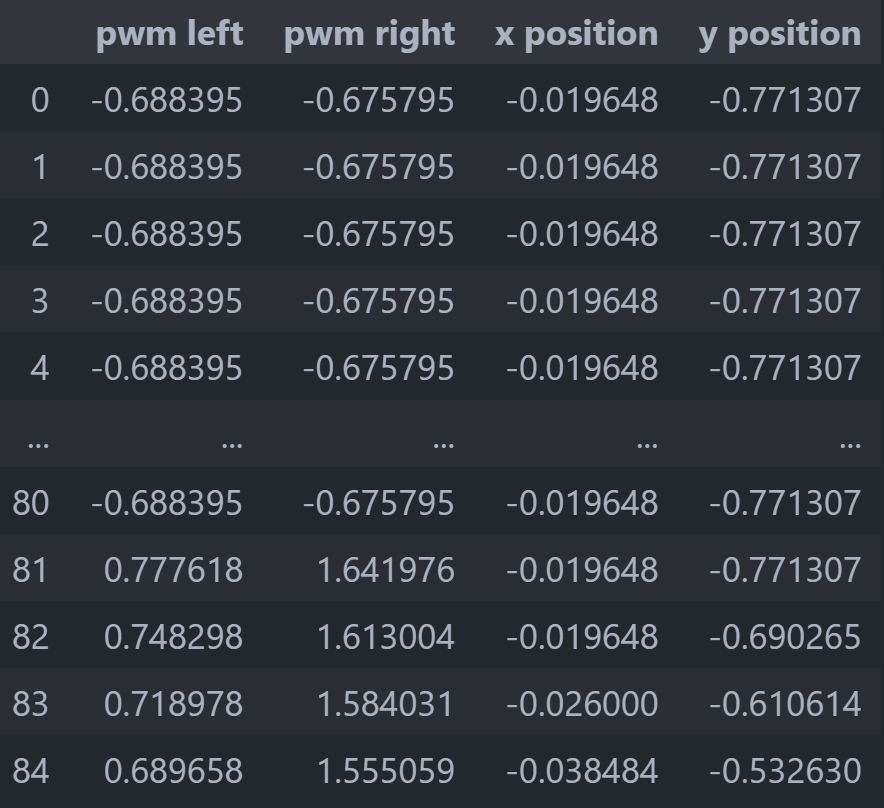 pwm left pwm right x position y position
0 -0.688395 -0.675795 -0.019648 -0.771307
1 -0.688395 -0.675795 -0.019648 -0.771307
2 -0.688395 -0.675795 -0.019648 -0.771307
3 -0.688395 -0.675795 -0.019648 -0.771307
4 -0.688395 -0.675795 -0.019648 -0.771307
... ... ... ... ...
80 -0.688395 -0.675795 -0.019648 -0.771307
81 0.777618 1.641976 -0.019648 -0.771307
82 0.748298 1.613004 -0.019648 -0.690265
83 0.718978 1.584031 -0.026000 -0.610614
84 0.689658 1.555059 -0.038484 -0.532630